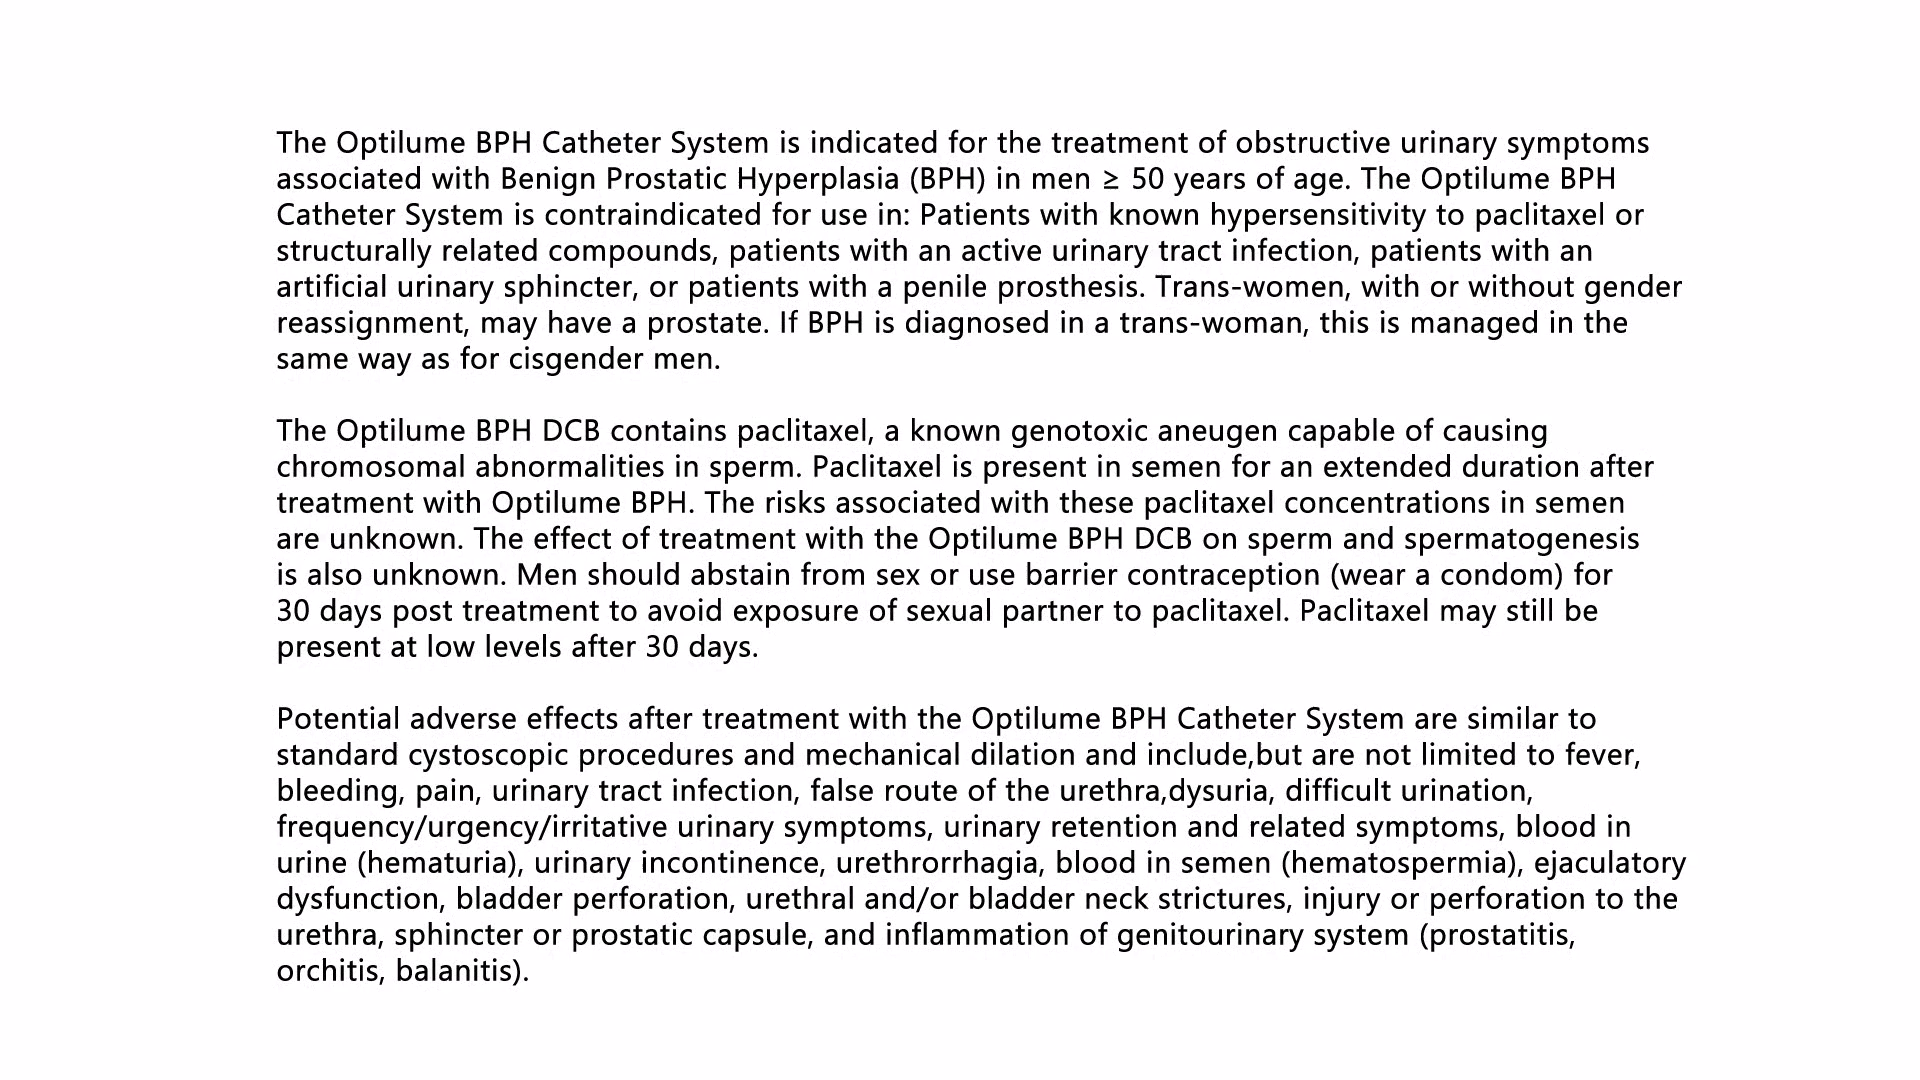 The Optilume BPH Catheter System is indicated for the treatment of obstructive urinary symptoms
associated with Benign Prostatic Hyperplasia (BPH) in men ≥ 50 years of age. The Optilume BPH
Catheter System is contraindicated for use in: Patients with known hypersensitivity to paclitaxel or
structurally related compounds, patients with an active urinary tract infection, patients with an
artificial urinary sphincter, or patients with a penile prosthesis. Trans-women, with or without gender
reassignment, may have a prostate. If BPH is diagnosed in a trans-woman, this is managed in the
same way as for cisgender men.
The Optilume BPH DCB contains paclitaxel, a known genotoxic aneugen capable of causing
chromosomal abnormalities in sperm. Paclitaxel is present in semen for an extended duration after
treatment with Optilume BPH. The risks associated with these paclitaxel concentrations in semen
are unknown. The effect of treatment with the Optilume BPH DCB on sperm and spermatogenesis
is also unknown. Men should abstain from sex or use barrier contraception (wear a condom) for
30 days post treatment to avoid exposure of sexual partner to paclitaxel. Paclitaxel may still be
present at low levels after 30 days.
Potential adverse effects after treatment with the Optilume BPH Catheter System are similar to
standard cystoscopic procedures and mechanical dilation and include,but are not limited to fever,
bleeding, pain, urinary tract infection, false route of the urethra,dysuria, difficult urination,
frequency/urgency/irritative urinary symptoms, urinary retention and related symptoms, blood in
urine (hematuria), urinary incontinence, urethrorrhagia, blood in semen (hematospermia), ejaculatory
dysfunction, bladder perforation, urethral and/or bladder neck strictures, injury or perforation to the
urethra, sphincter or prostatic capsule, and inflammation of genitourinary system (prostatitis,
orchitis, balanitis).